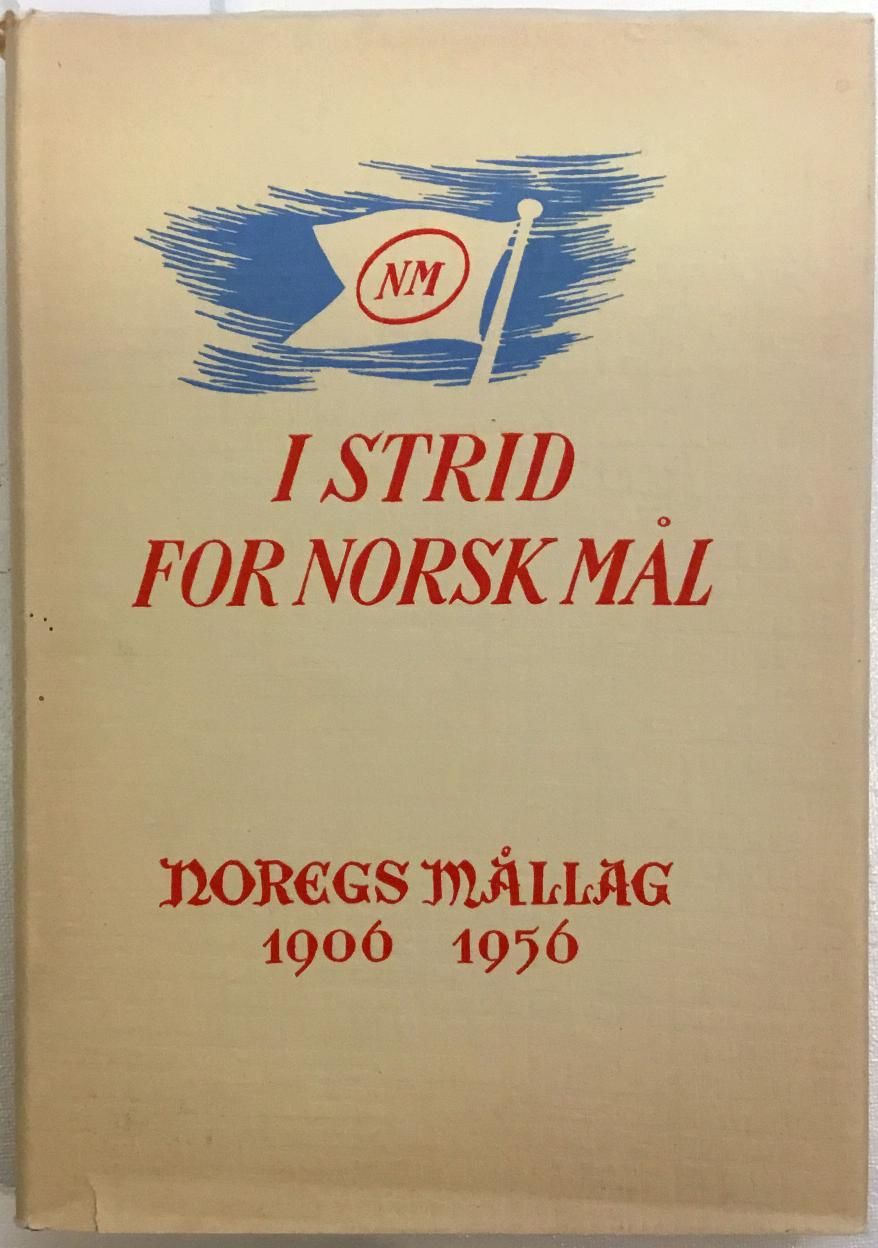 NM
I STRID
FOR NORSK MÅL
NOREGS MÅLLAG
1906 1956